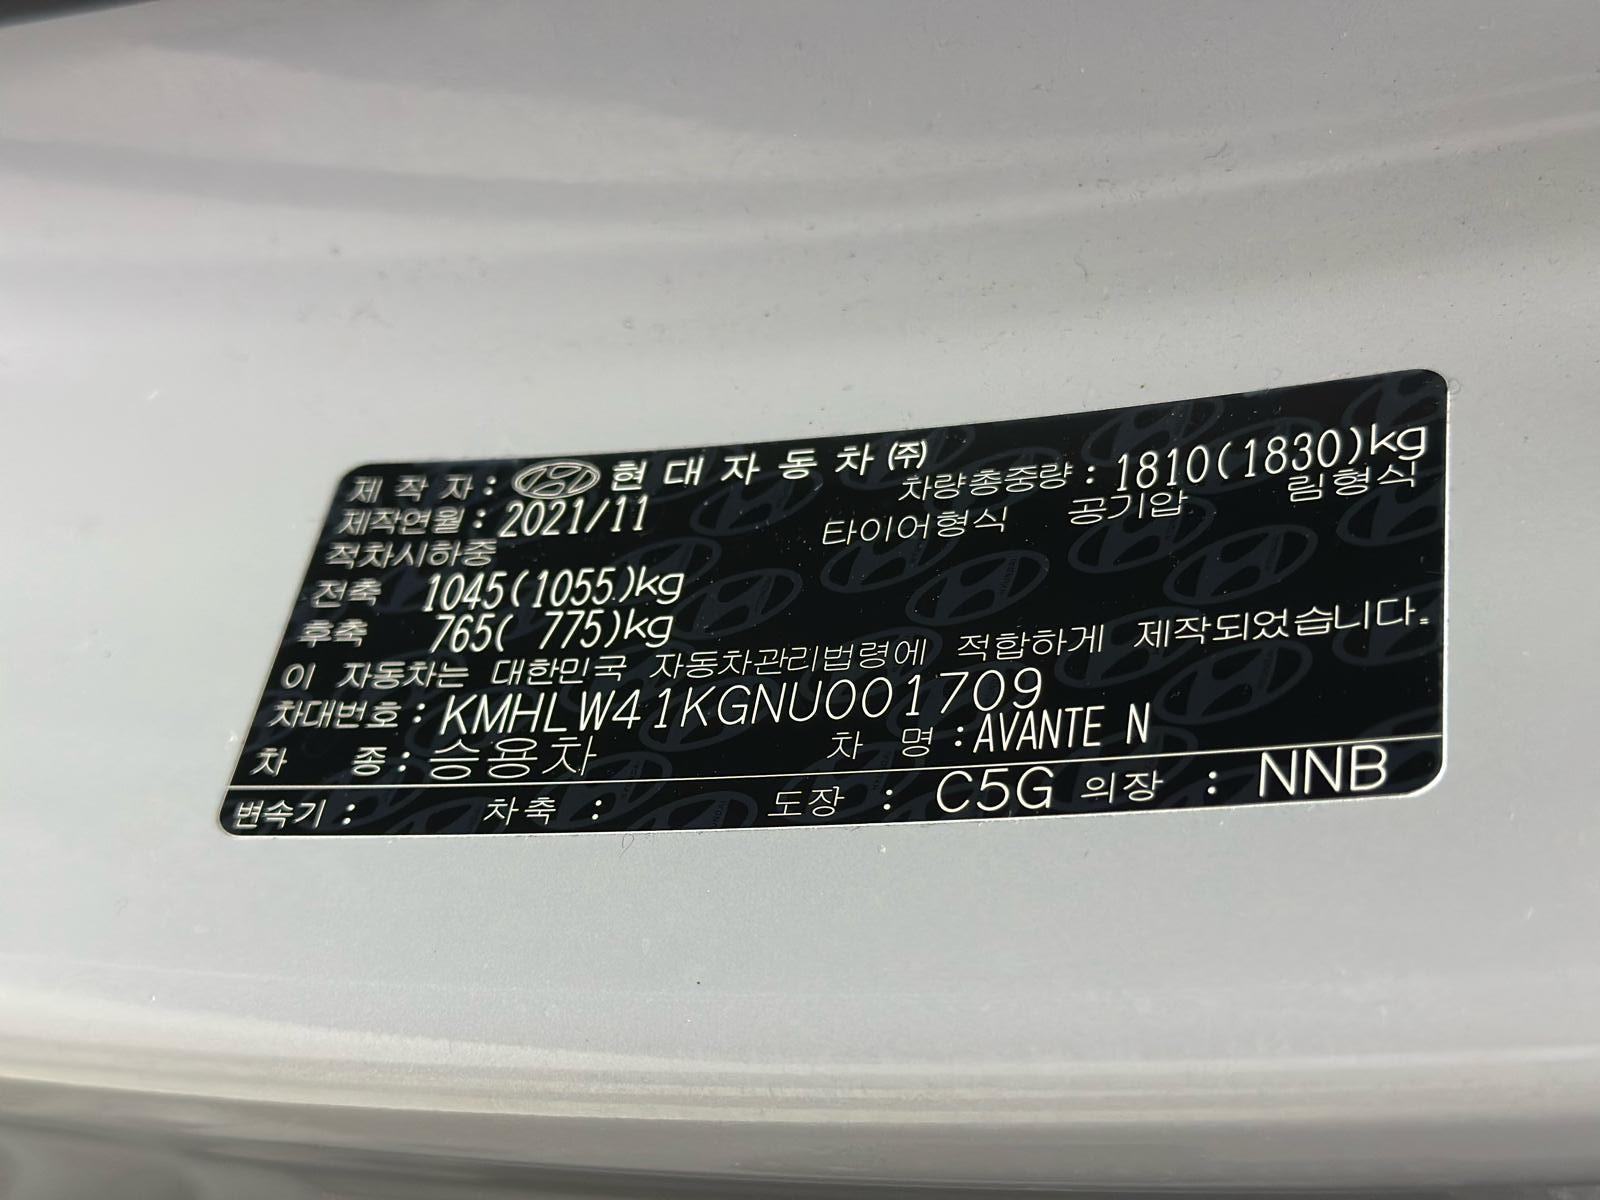 제 작 자 : 현 대 자 동 차 ㈜
차량총중량 : 1810(1830)kg
제작연월 : 2021/11
타이어형식 공기압 림형식
적차시하중
전축 1045(1055)kg
후축 765( 775)kg
이 자동차는 대한민국 자동차관리법령에 적합하게 제작되었습니다.
차대번호 : KMHLW41KGNU001709
차 종 : 승용차 차 명 : AVANTE N
변속기 : 차축 : 도장 : C5G 의장 : NNB